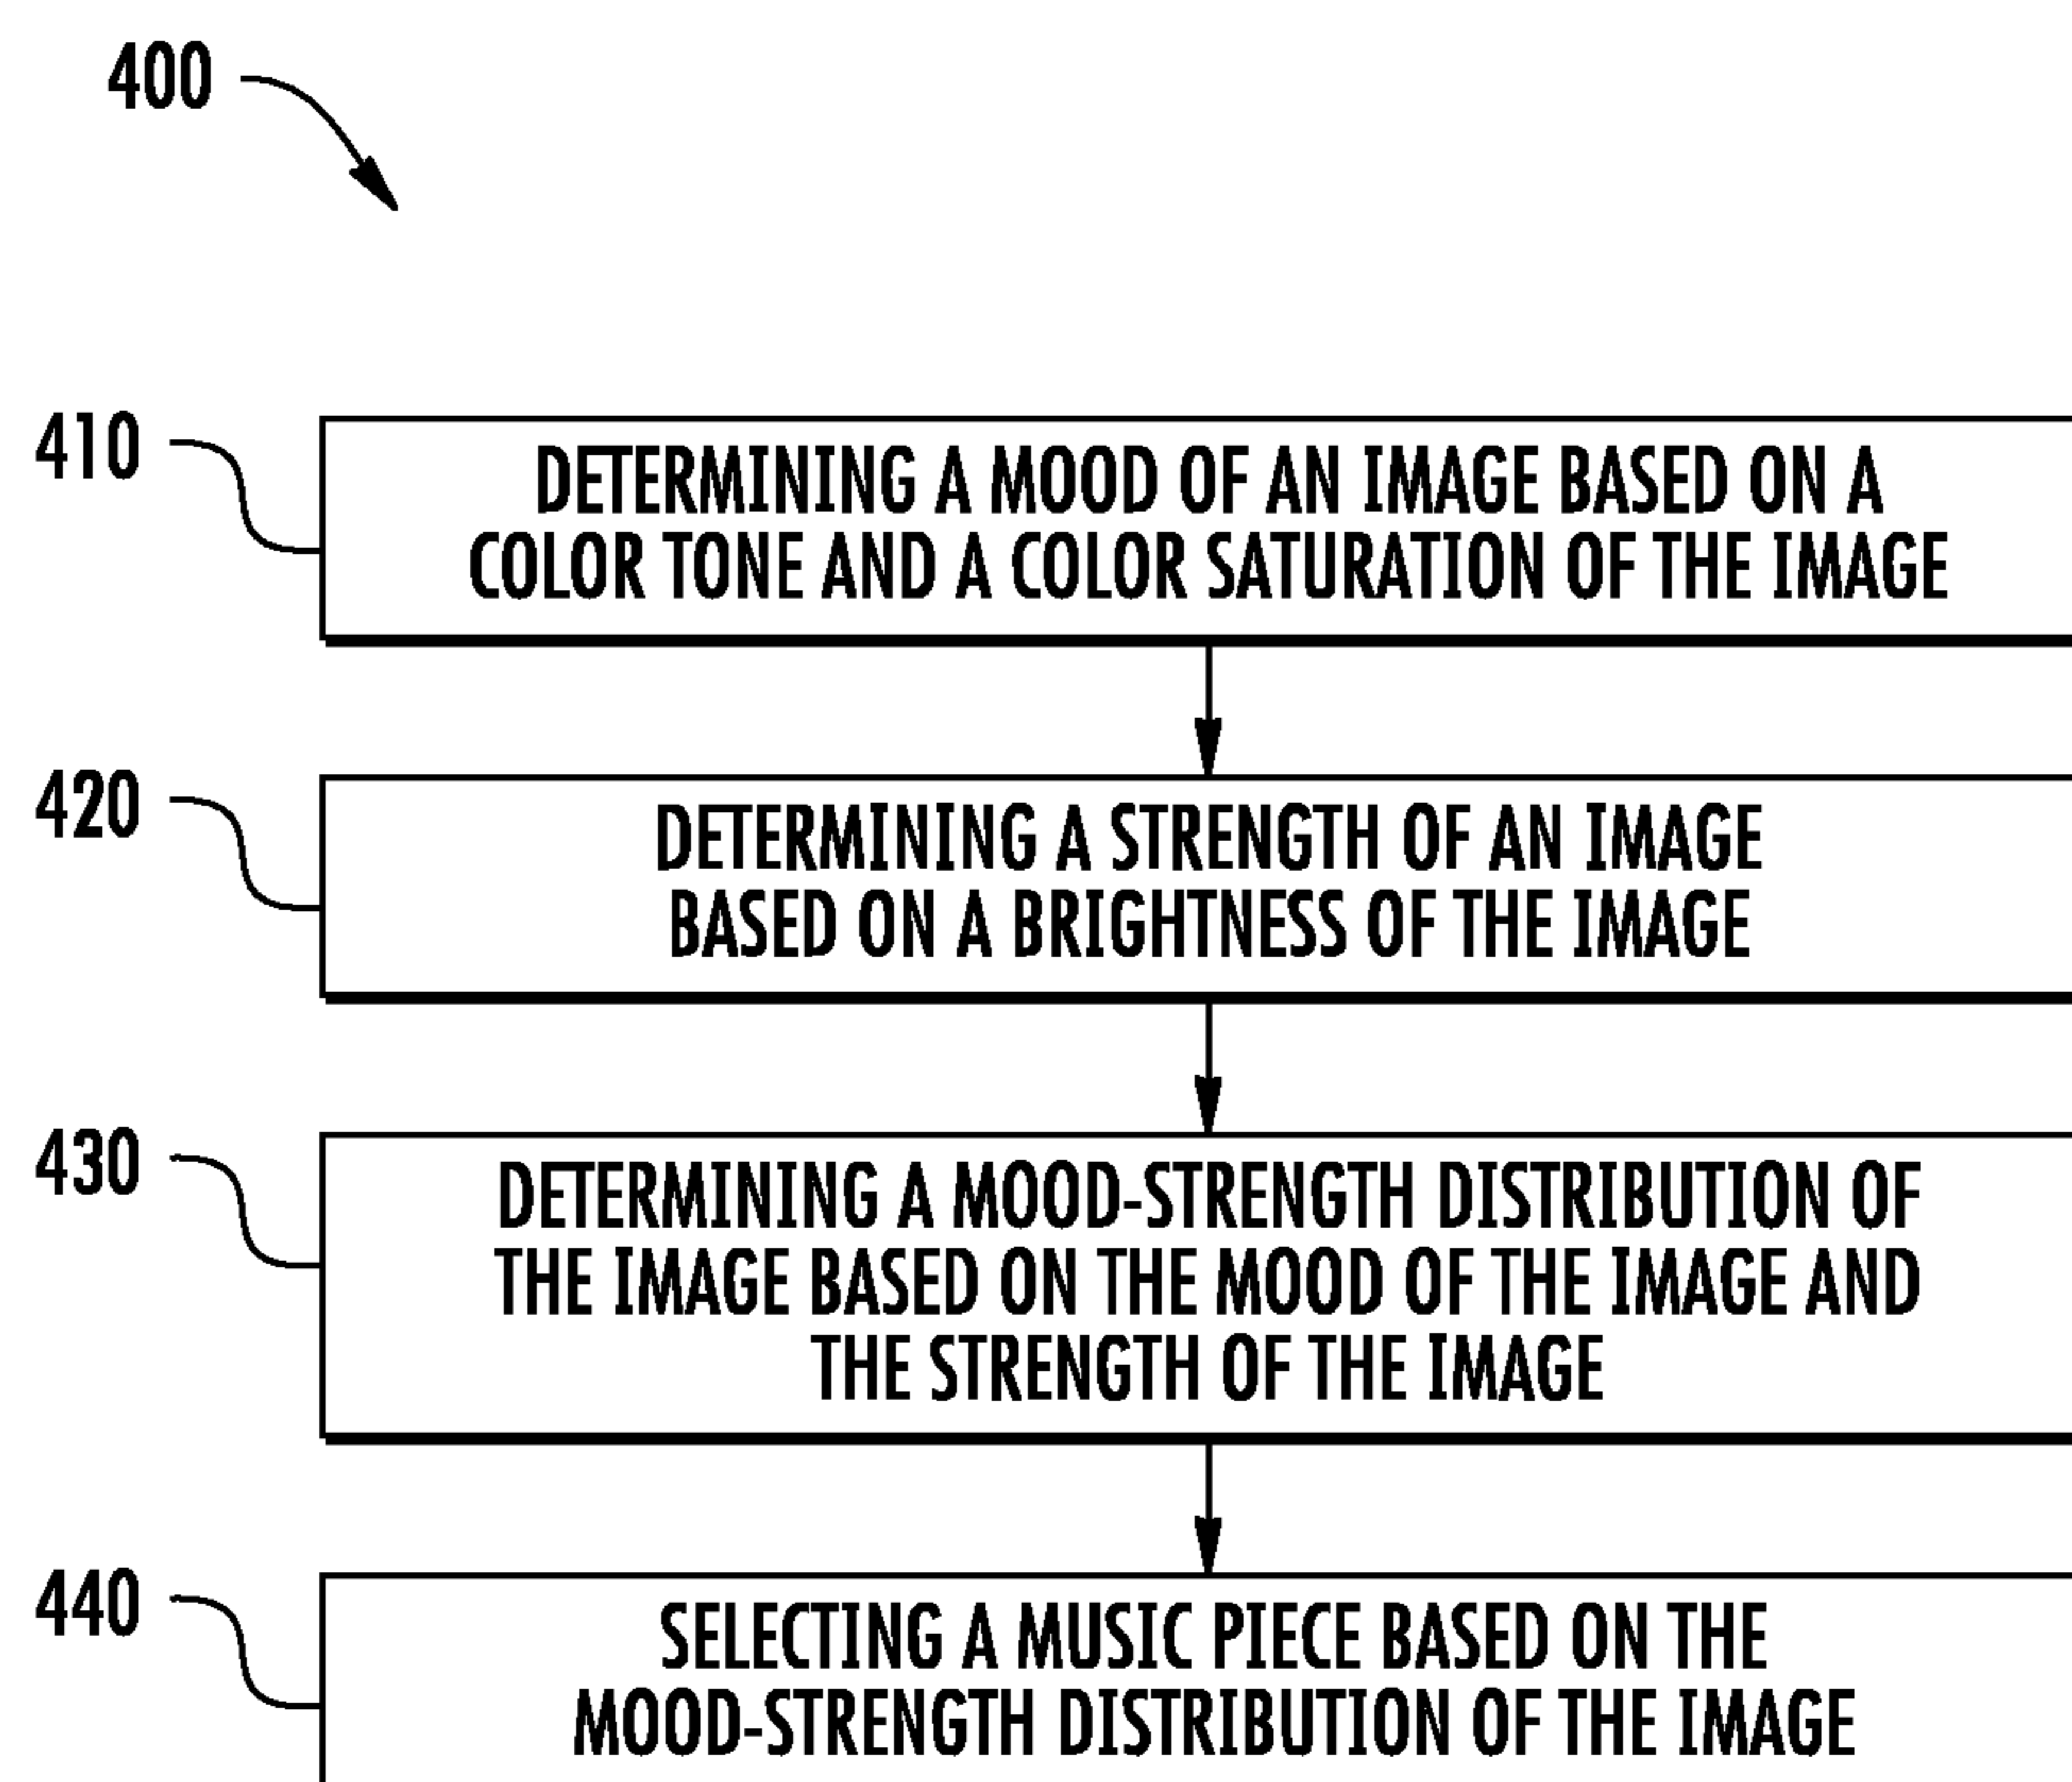 400
410
DETERMINING A MOOD OF AN IMAGE BASED ON A
COLOR TONE AND A COLOR SATURATION OF THE IMAGE
420
DETERMINING A STRENGTH OF AN IMAGE
BASED ON A BRIGHTNESS OF THE IMAGE
430
DETERMINING A MOOD-STRENGTH DISTRIBUTION OF
THE IMAGE BASED ON THE MOOD OF THE IMAGE AND
THE STRENGTH OF THE IMAGE
440
SELECTING A MUSIC PIECE BASED ON THE
MOOD-STRENGTH DISTRIBUTION OF THE IMAGE